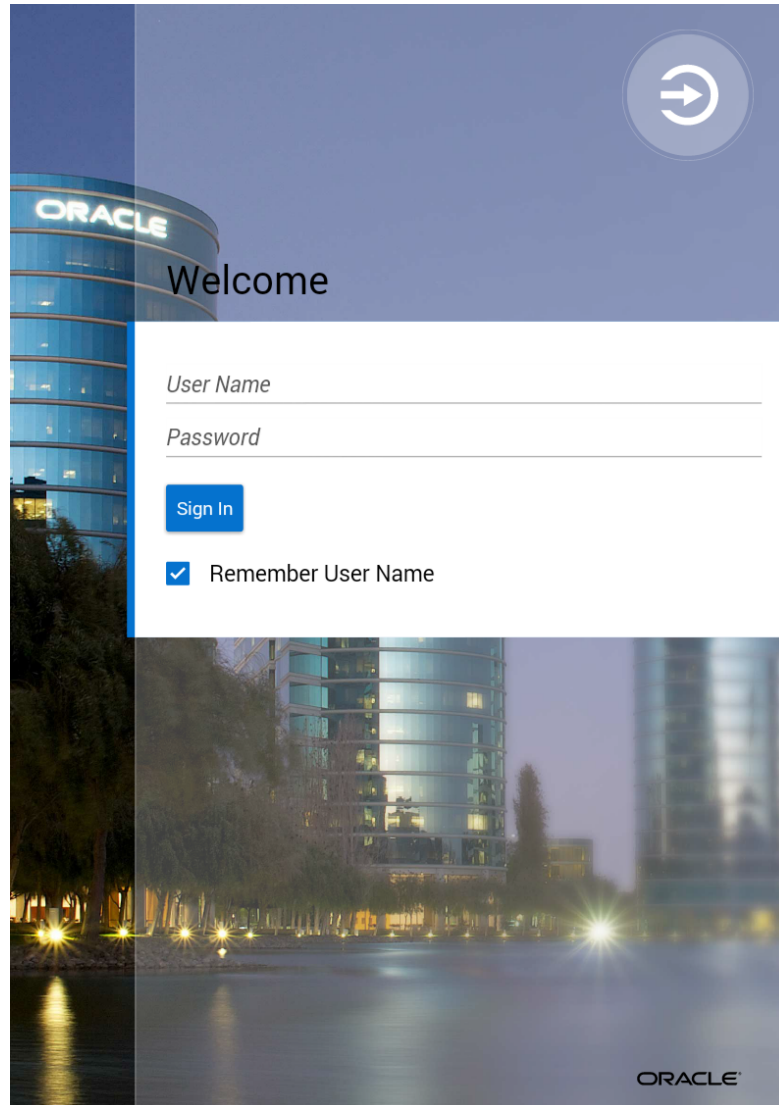 ORACLE
Welcome
User Name
Password
Sign In
Remember User Name
ORACLE